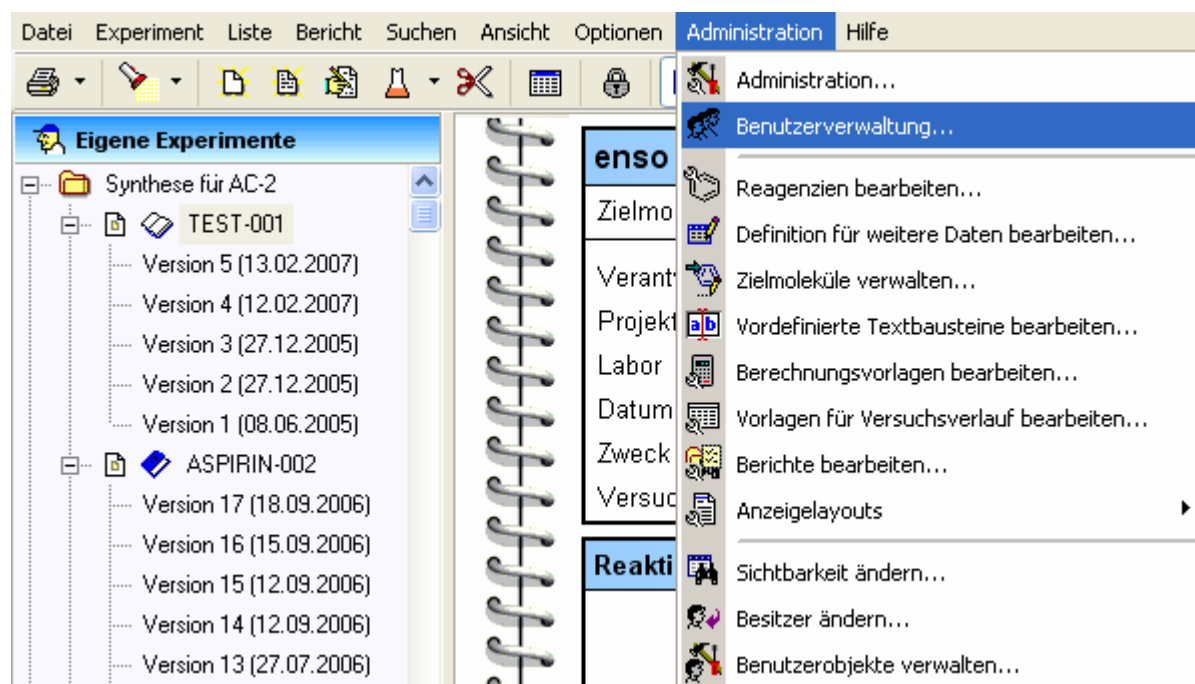 Datei Experiment Liste Bericht Suchen Ansicht Optionen Administration Hilfe
Eigene Experimente
Synthese für AC-2
TEST-001
Version 5 (13.02.2007)
Version 4 (12.02.2007)
Version 3 (27.12.2005)
Version 2 (27.12.2005)
Version 1 (08.06.2005)
ASPIRIN-002
Version 17 (18.09.2006)
Version 16 (15.09.2006)
Version 15 (12.09.2006)
Version 14 (12.09.2006)
Version 13 (27.07.2006)
enso
Zielmo
Verant
Projekt
Labor
Datum
Zweck
Versuc
Reakti
Administration...
Benutzerverwaltung...
Reagenzien bearbeiten...
Definition für weitere Daten bearbeiten...
Zielmoleküle verwalten...
Vordefinierte Textbausteine bearbeiten...
Berechnungsvorlagen bearbeiten...
Vorlagen für Versuchsverlauf bearbeiten...
Berichte bearbeiten...
Anzeigelayouts
Sichtbarkeit ändern...
Besitzer ändern...
Benutzerobjekte verwalten...